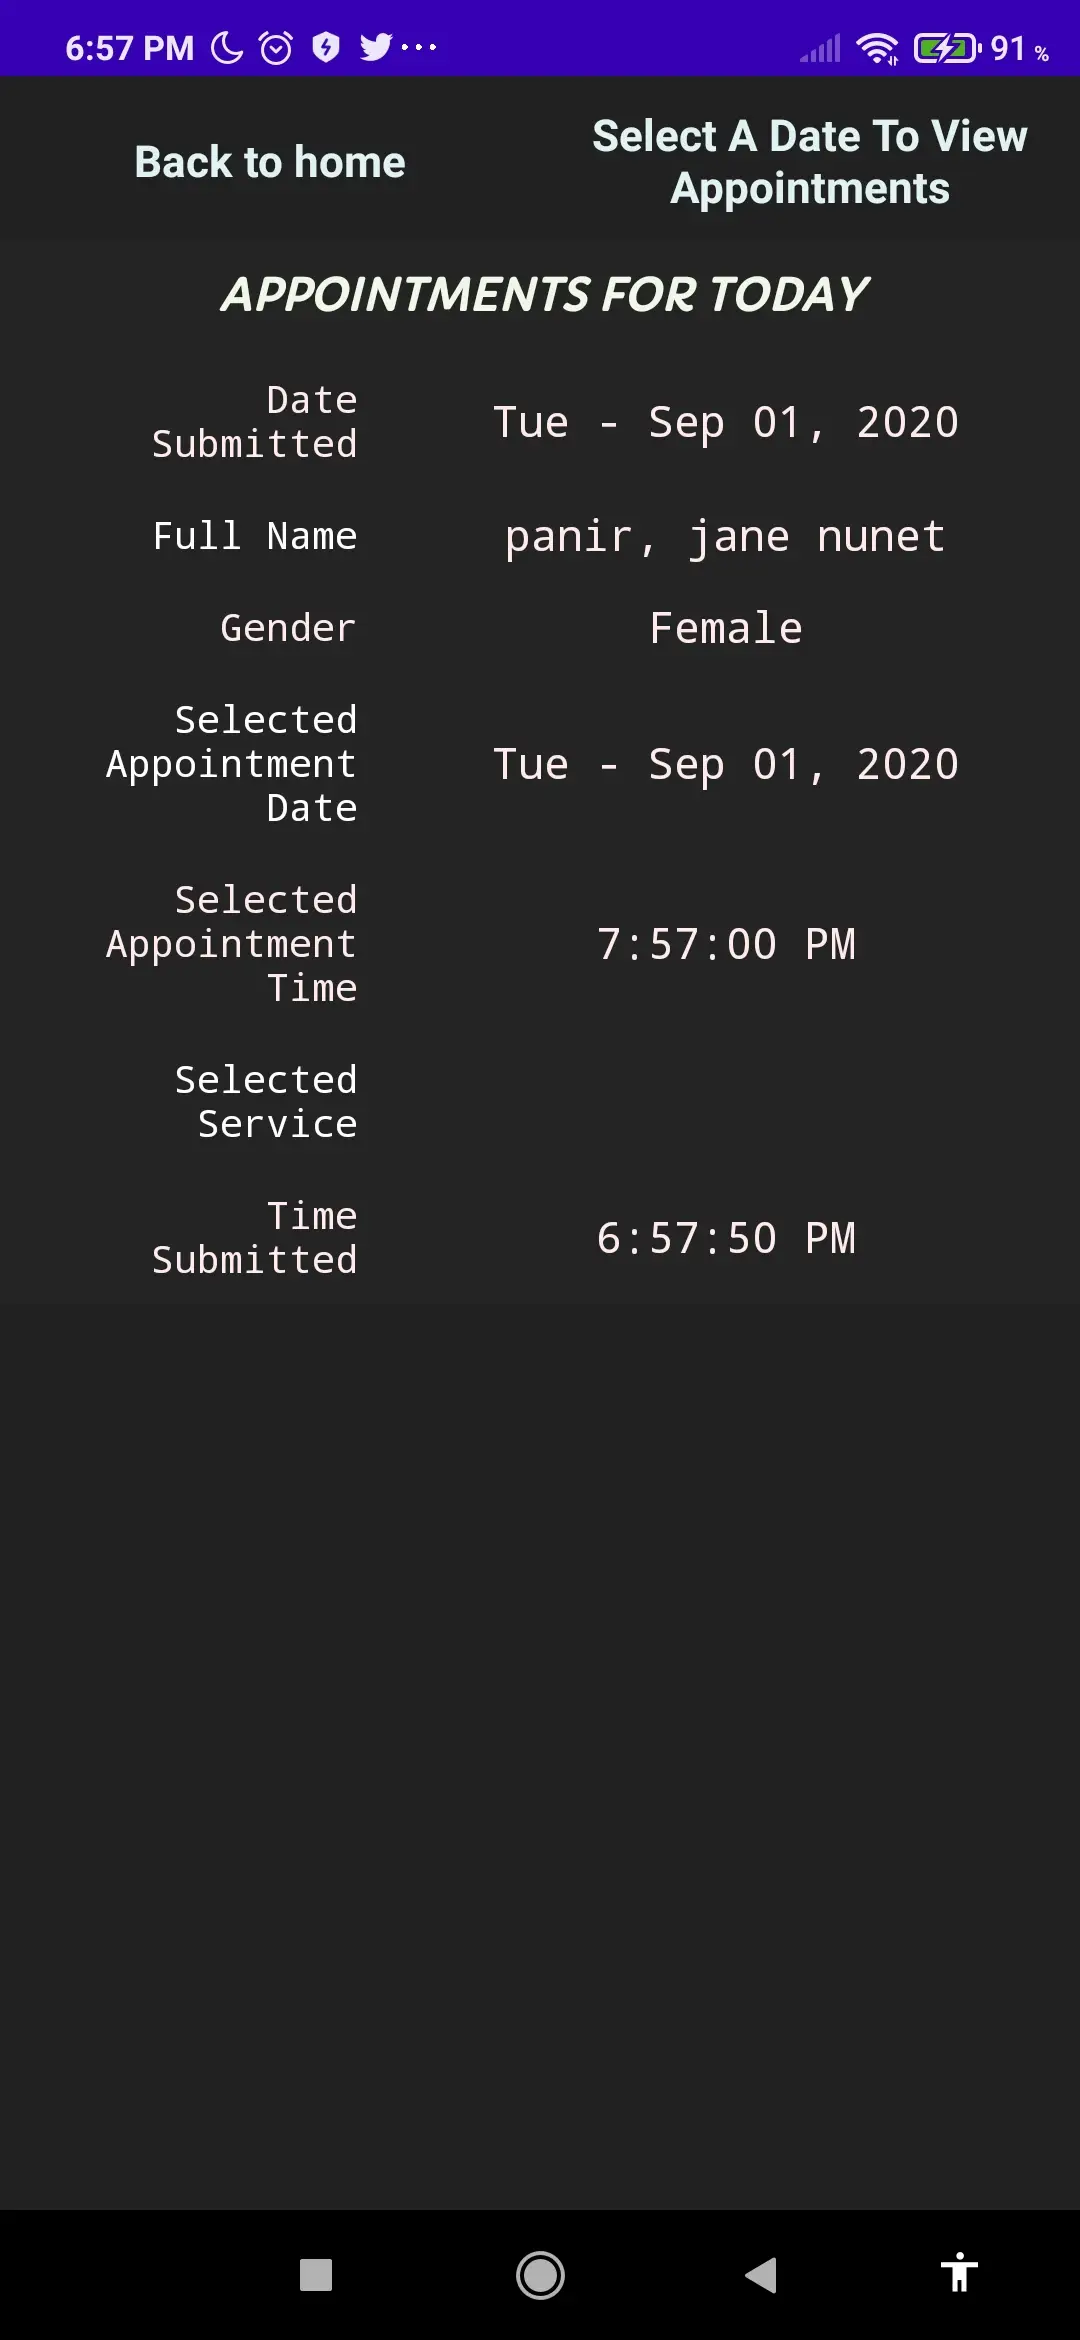 6:57 PM
91 %
Back to home
Select A Date To View
Appointments
APPOINTMENTS FOR TODAY
Date
Submitted
Tue - Sep 01, 2020
Full Name
panir, jane nunet
Gender
Female
Selected
Appointment
Date
Tue - Sep 01, 2020
Selected
Appointment
Time
7:57:00 PM
Selected
Service
Time
Submitted
6:57:50 PM